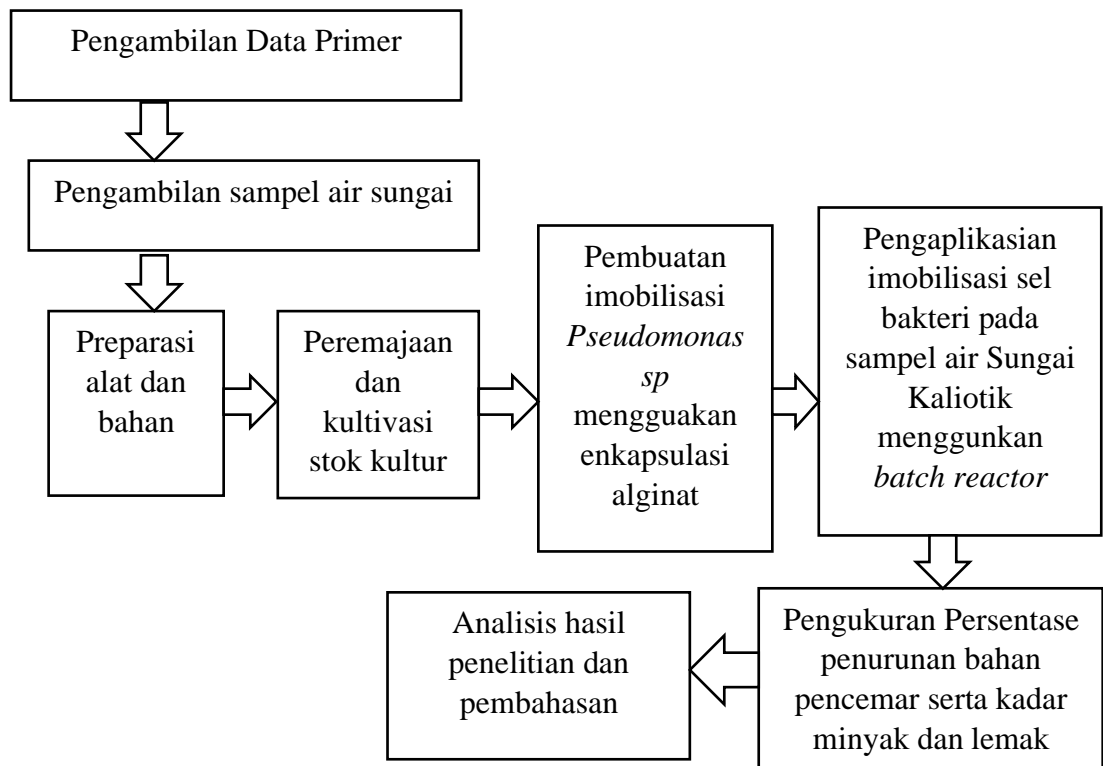 Pengambilan Data Primer
Pengambilan sampel air sungai
Preparasi
alat dan
bahan
Peremajaan
dan
kultivasi
stok kultur
Pembuatan
imobilisasi
Pseudomonas
sp
mengguakan
enkapsulasi
alginat
Pengaplikasian
imobilisasi sel
bakteri pada
sampel air Sungai
Kaliotik
menggunkan
batch reactor
Pengukuran Persentase
penurunan bahan
pencemar serta kadar
minyak dan lemak
Analisis hasil
penelitian dan
pembahasan